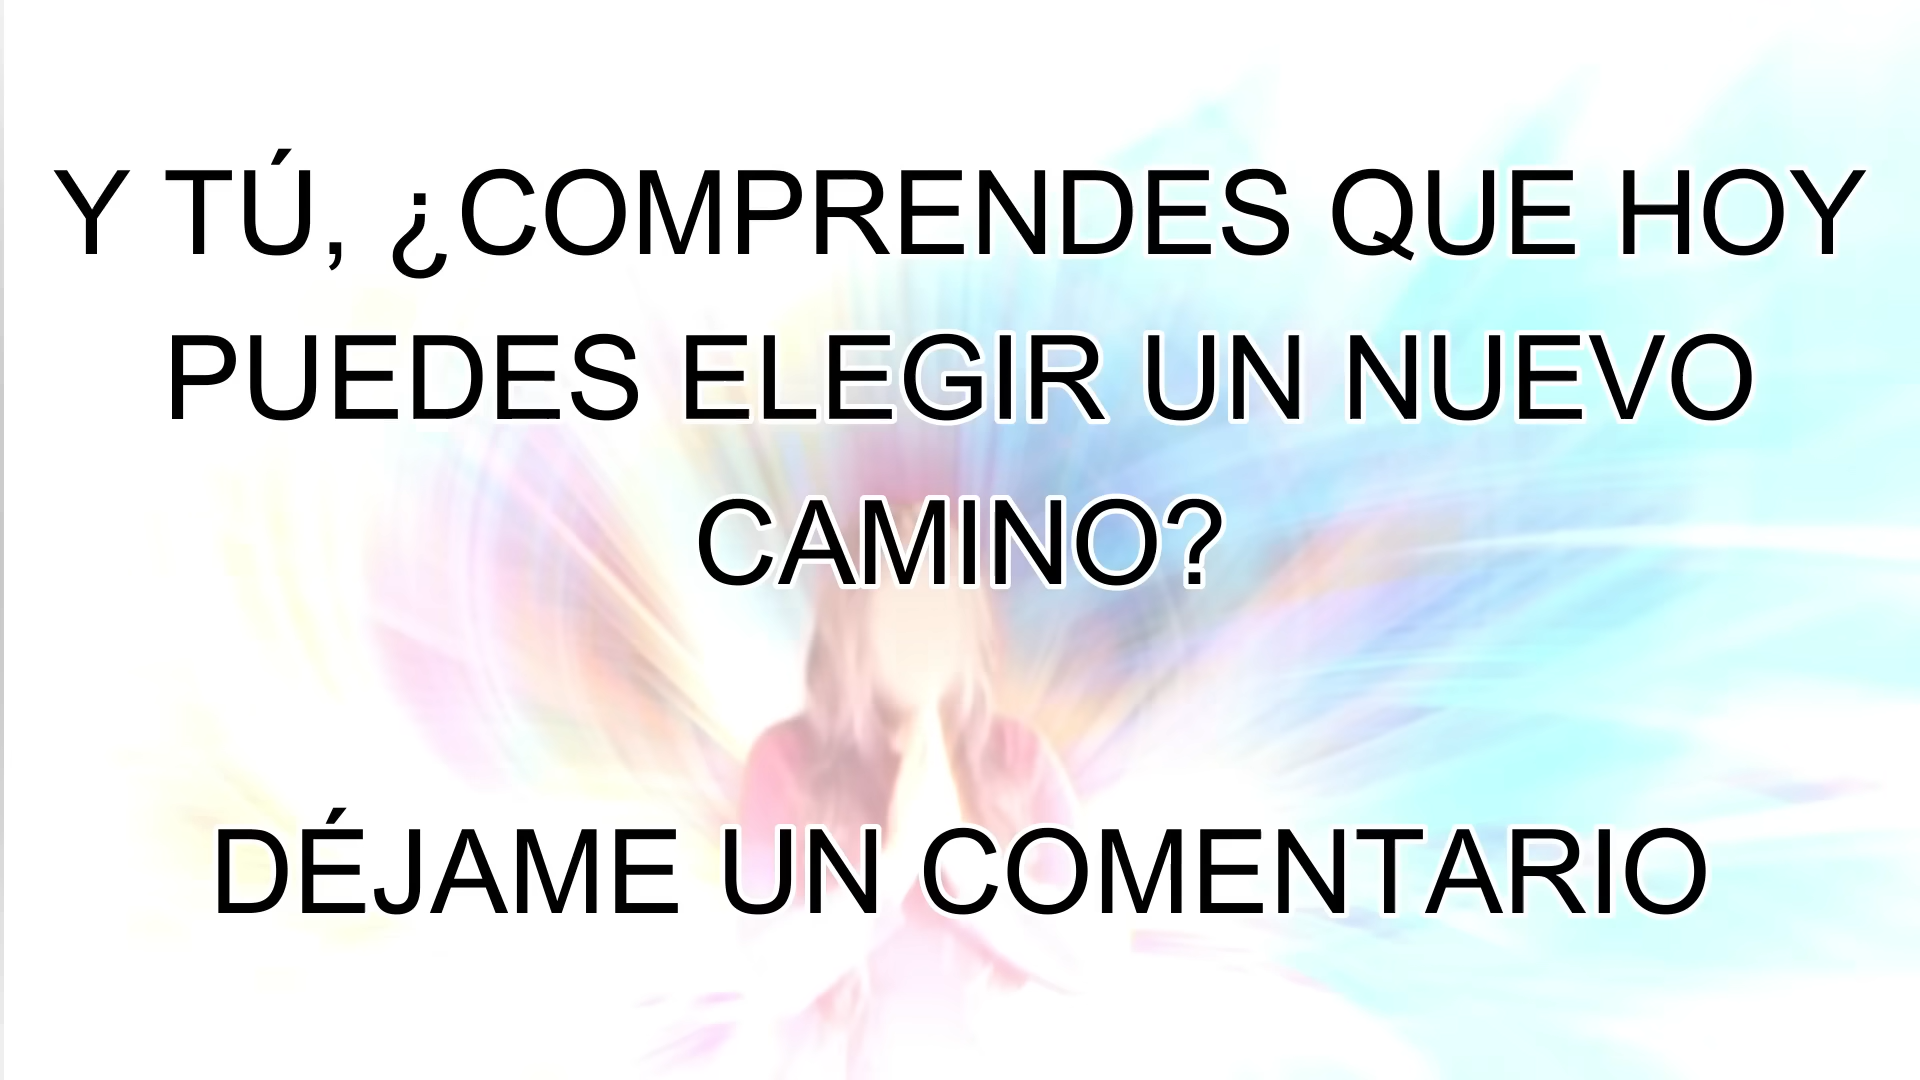 Y TÚ, ¿COMPRENDES QUE HOY
PUEDES ELEGIR UN NUEVO
CAMINO?
DÉJAME UN COMENTARIO